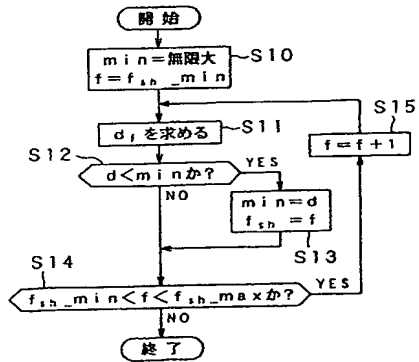 開始
min=無限大
f=fsh_min
S10
S15
S11
dfを求める
f=f+1
S12
d<minか?
YES
NO
min=d
fsh=f
S13
S14
fsh_min<f<fsh_maxか?
YES
NO
終了